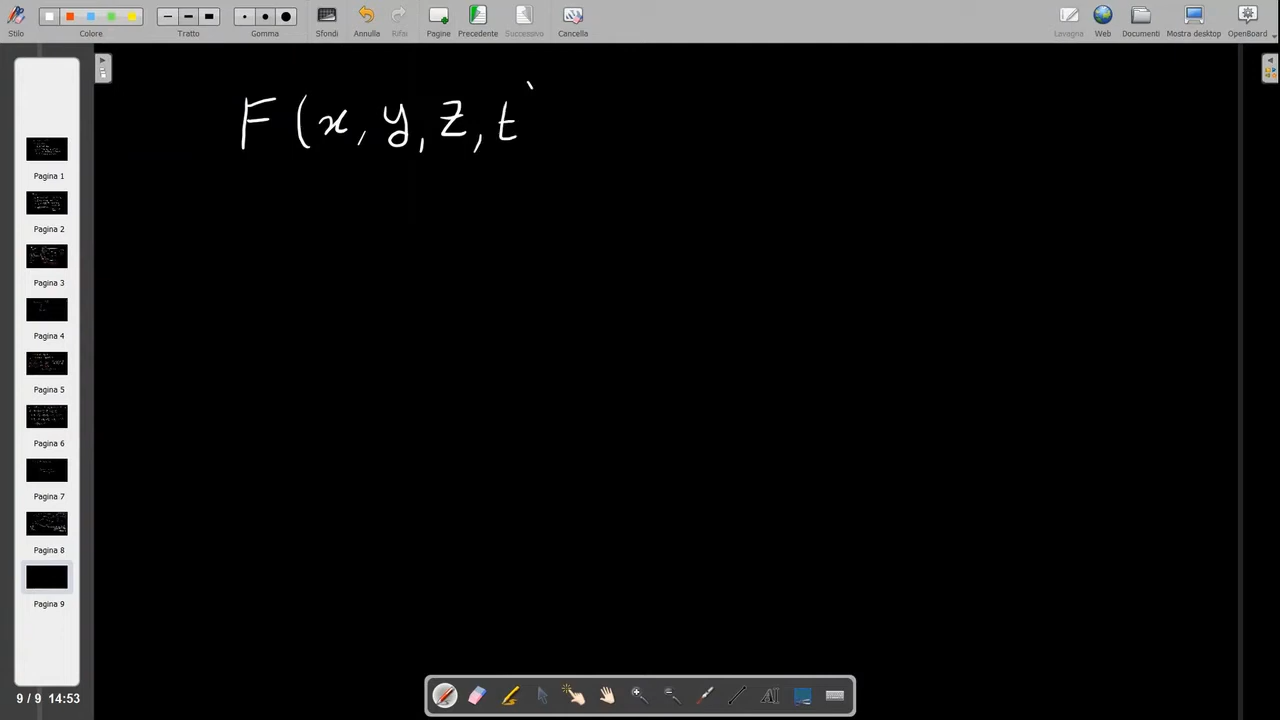 Stilo
Colore
Tratto
Gomma
Sfondi
Annulla
Rifai
Pagine
Precedente
Successivo
Cancella
Lavagna
Web
Documenti
Mostra desktop
OpenBoard
F (x, y, z, t
Pagina 1
Pagina 2
Pagina 3
Pagina 4
Pagina 5
Pagina 6
Pagina 7
Pagina 8
Pagina 9
9 / 9 14:53
AI